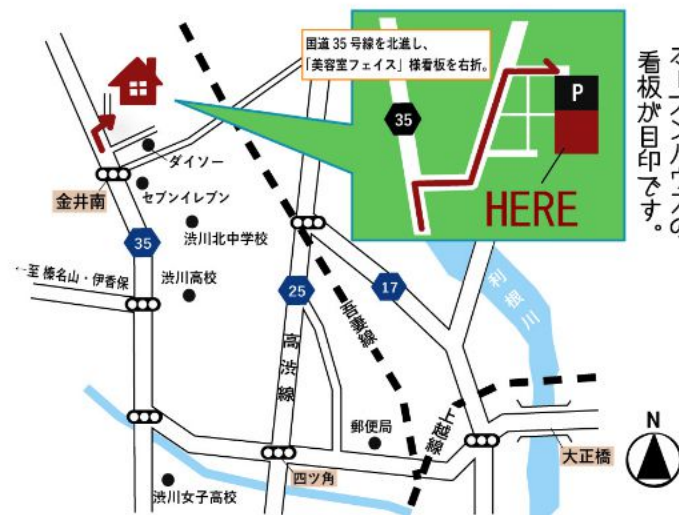 国道35号線を北進し、
「美容室フェイス」様看板を右折。
看板が目印です。
35
P
HERE
ダイソー
金井南
セブンイレブン
渋川北中学校
35
←至 榛名山・伊香保
渋川高校
25
17
利根川
吾妻線
高渋線
上越線
郵便局
四ツ角
大正橋
渋川女子高校
N